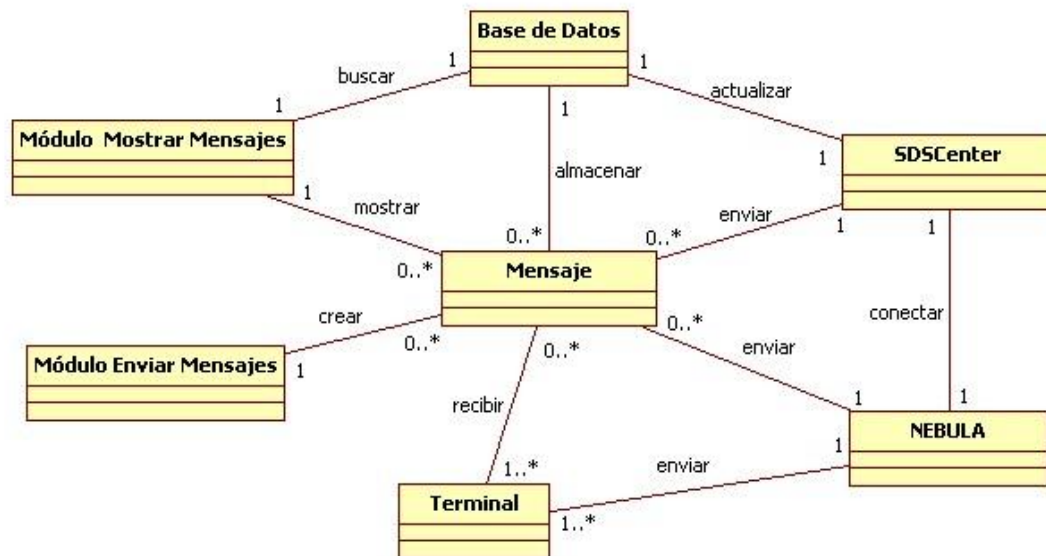 Base de Datos
1
1
buscar
actualizar
1
1
Módulo  Mostrar Mensajes
SDSCenter
almacenar
1
1
mostrar
enviar
1
1
0..*
0..*
0..*
Mensaje
conectar
crear
0..*
0..*
enviar
Módulo Enviar Mensajes
1
0..*
recibir
1
1
NEBULA
1..*
enviar
1
Terminal
1..*